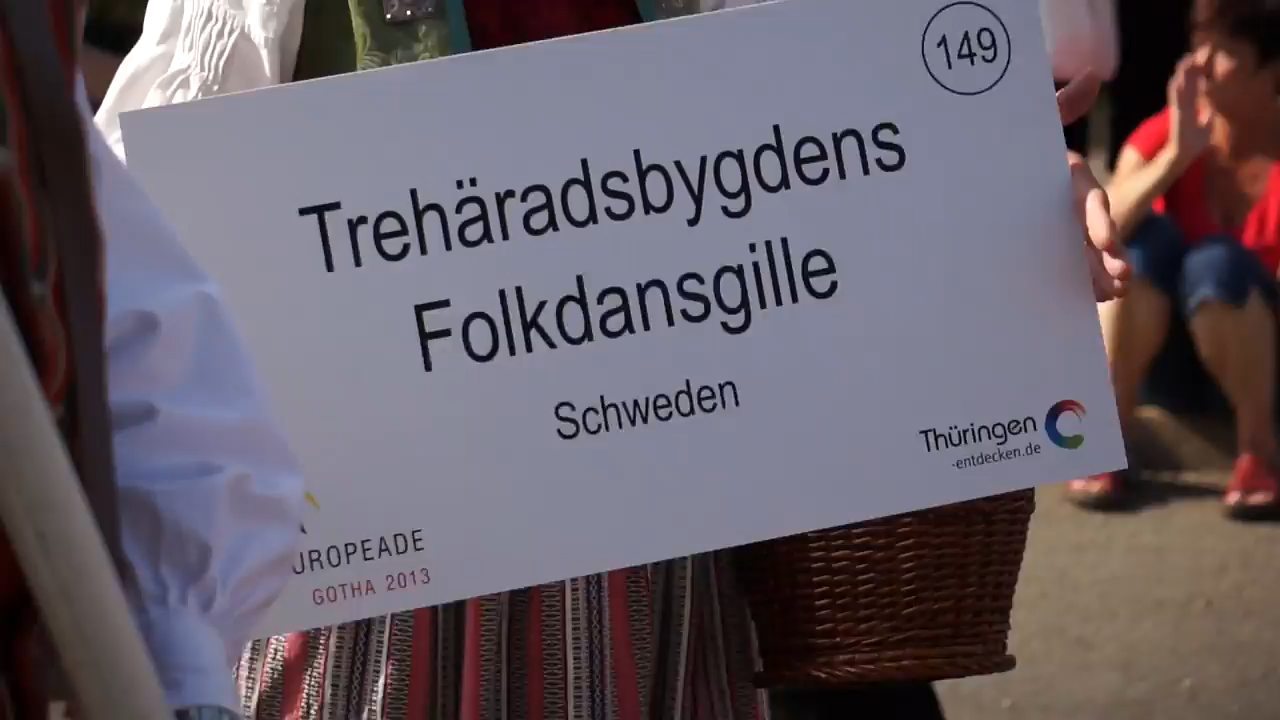 149
Trehäradsbygdens
Folkdansgille
Schweden
Thüringen
-entdecken.de
UROPEADE
GOTHA 2013